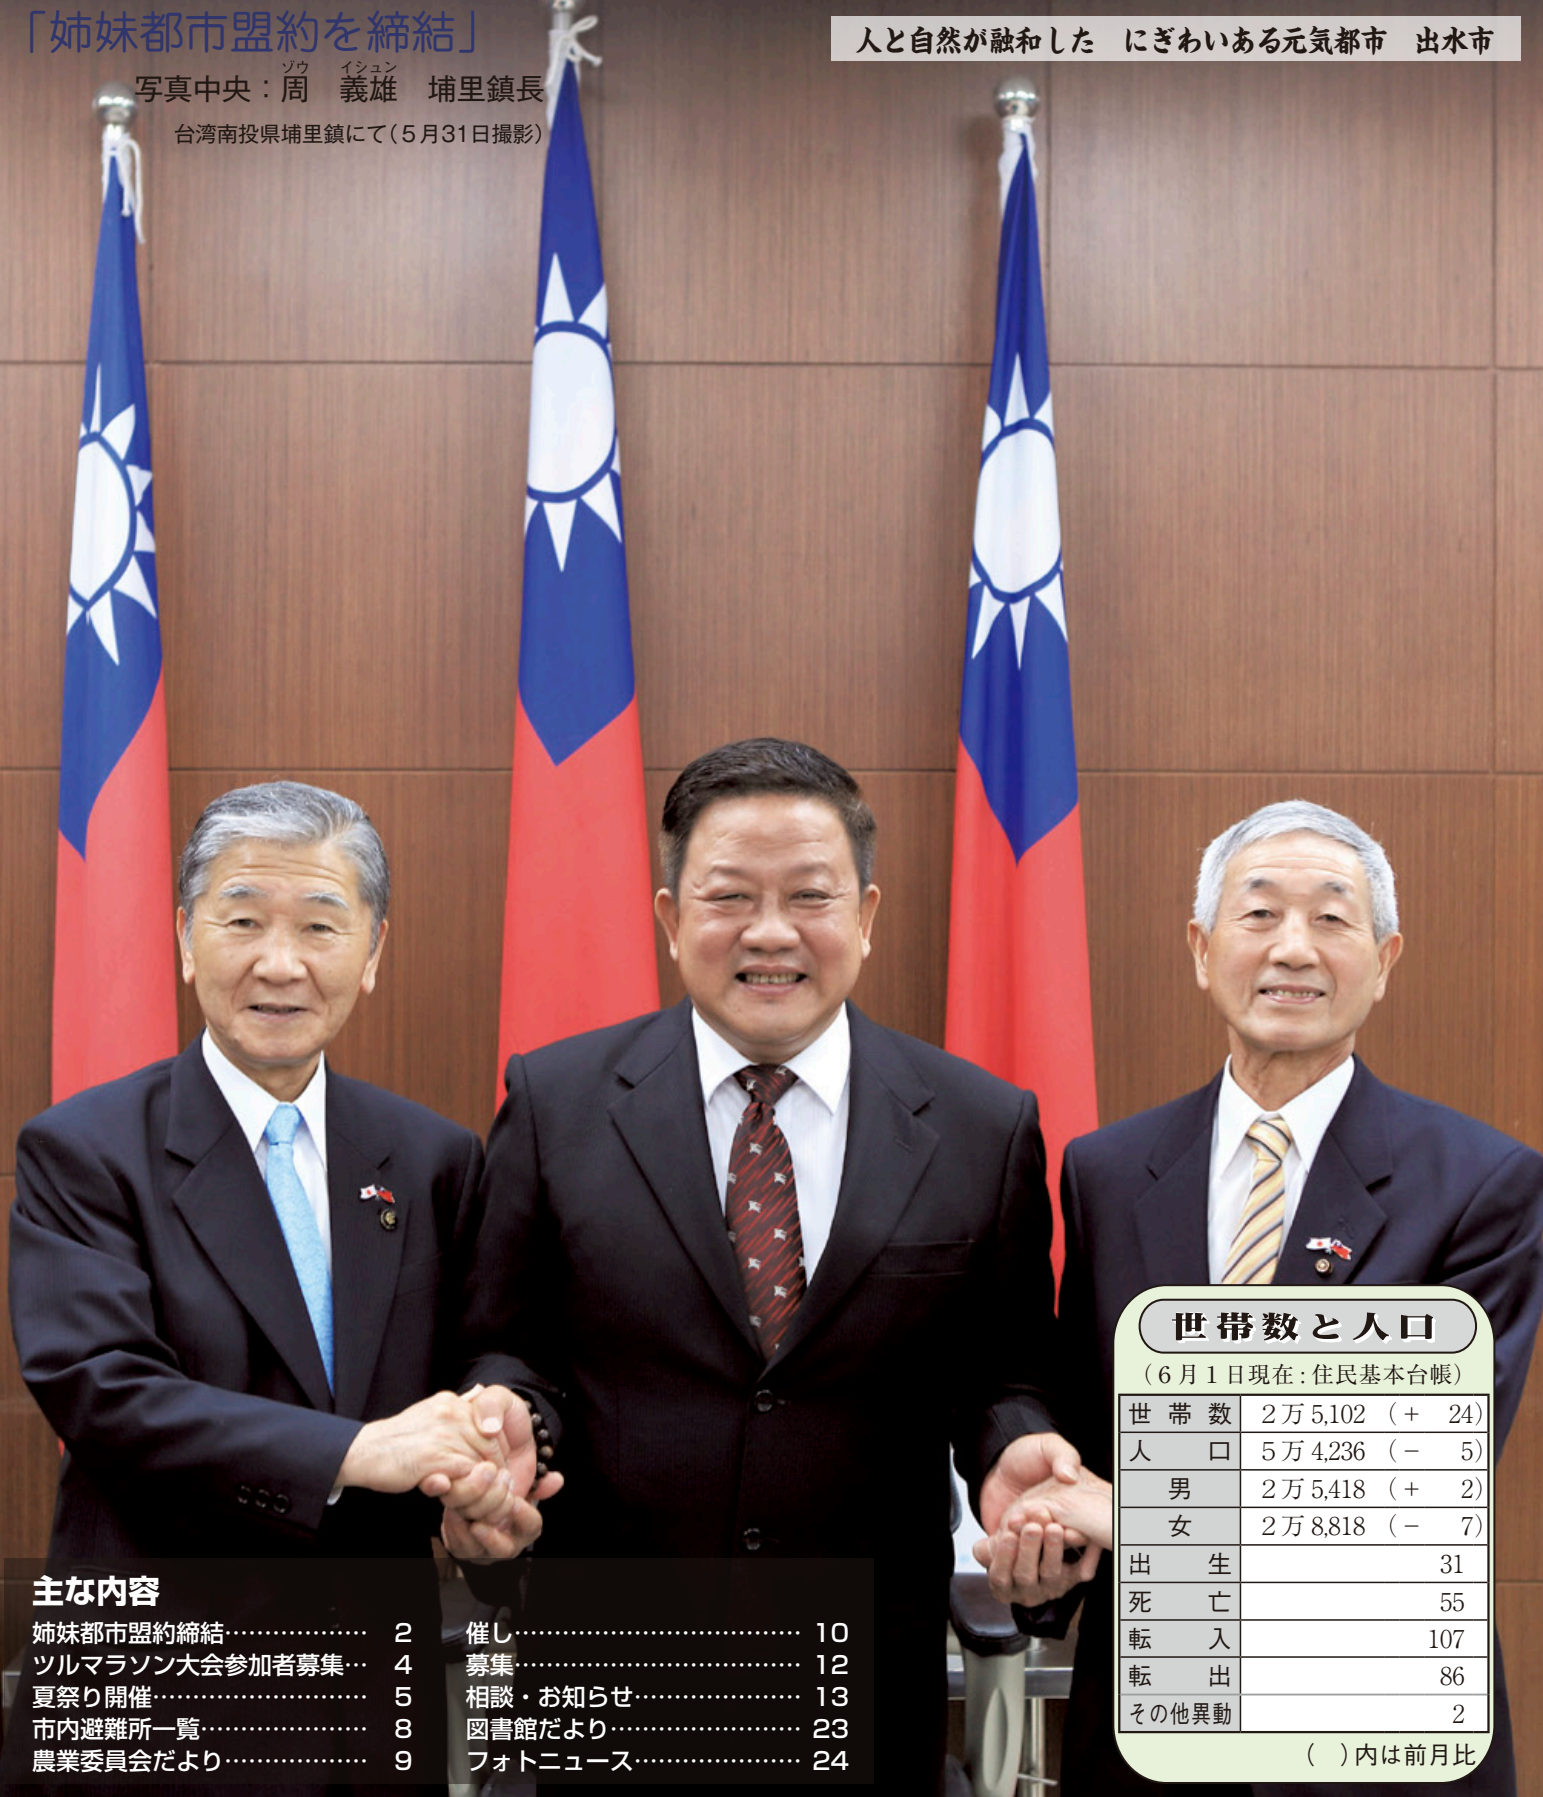 「姉妹都市盟約を締結」
写真中央：周　義雄　埔里鎮長
ゾウ　イシュン
台湾南投県埔里鎮にて（５月31日撮影）
人と自然が融和した　にぎわいある元気都市　出水市
世帯数と人口
（６月１日現在：住民基本台帳）
世帯数　２万5,102　（＋　24）
人口　５万4,236　（－　5）
男　２万5,418　（＋　2）
女　２万8,818　（－　7）
出生　31
死亡　55
転入　107
転出　86
その他異動　2
（　）内は前月比
主な内容
姉妹都市盟約締結………………　2
ツルマラソン大会参加者募集…　4
夏祭り開催………………………　5
市内避難所一覧…………………　8
農業委員会だより………………　9
催し………………………………　10
募集………………………………　12
相談・お知らせ…………………　13
図書館だより……………………　23
フォトニュース…………………　24